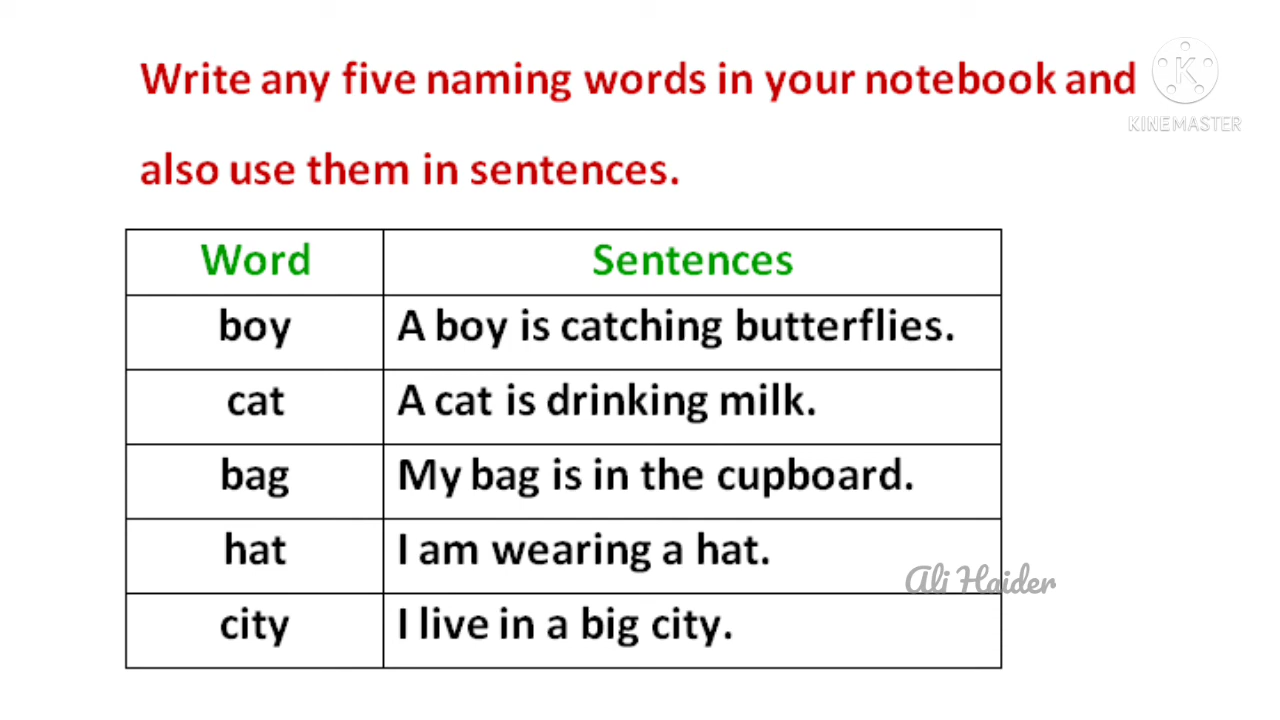 Write any five naming words in your notebook and
KINEMASTER
also use them in sentences.
Word Sentences
boy A boy is catching butterflies.
cat A cat is drinking milk.
bag My bag is in the cupboard.
hat I am wearing a hat.
Ali Haider
city I live in a big city.